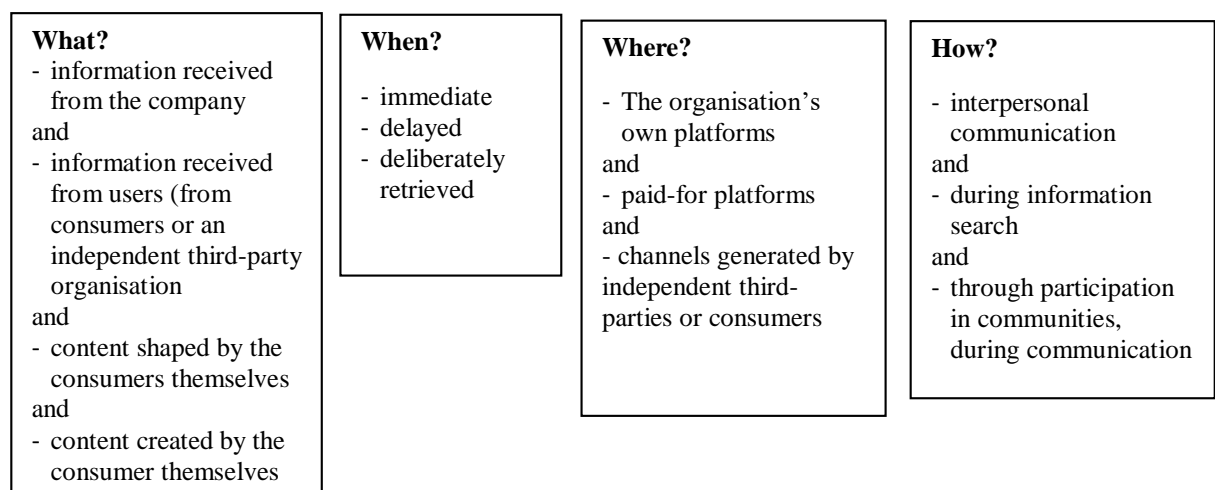 What?
- information received
from the company
and
- information received
from users (from
consumers or an
independent third-party
organisation
and
- content shaped by the
consumers themselves
and
- content created by the
consumer themselves
When?
- immediate
- delayed
- deliberately
retrieved
Where?
- The organisation’s
own platforms
and
- paid-for platforms
and
- channels generated by
independent third-
parties or consumers
How?
- interpersonal
communication
and
- during information
search
and
- through participation
in communities,
during communication